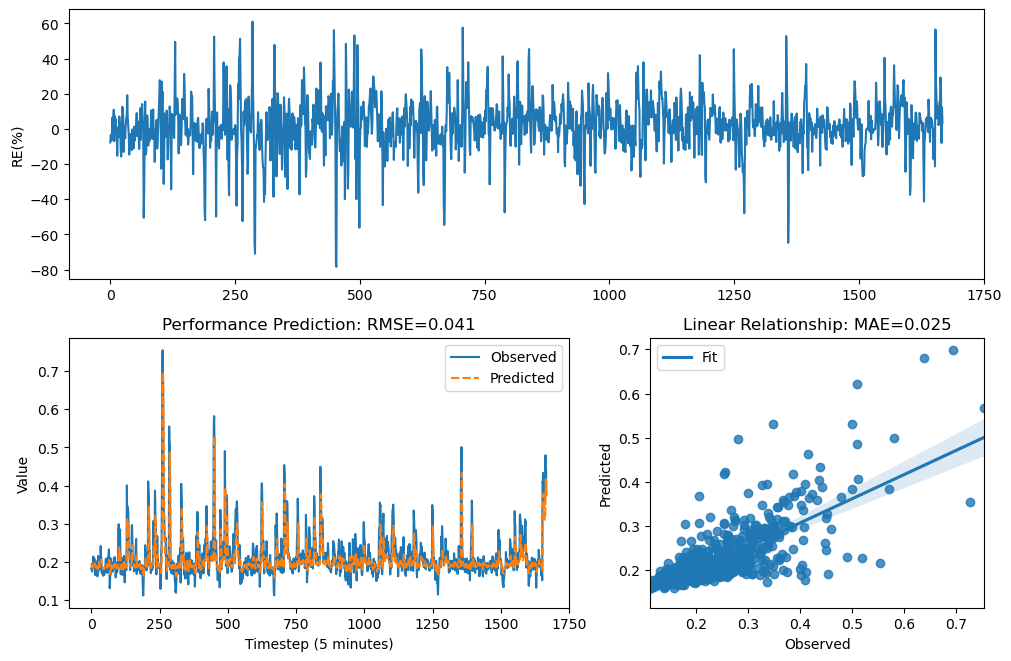 RE(%)
60
40
20
0
−20
−40
−60
−80
0 250 500 750 1000 1250 1500 1750
Performance Prediction: RMSE=0.041
Value
0.7
0.6
0.5
0.4
0.3
0.2
0.1
Observed
Predicted
0 250 500 750 1000 1250 1500 1750
Timestep (5 minutes)
Linear Relationship: MAE=0.025
Predicted
0.7
0.6
0.5
0.4
0.3
0.2
Fit
0.2 0.3 0.4 0.5 0.6 0.7
Observed